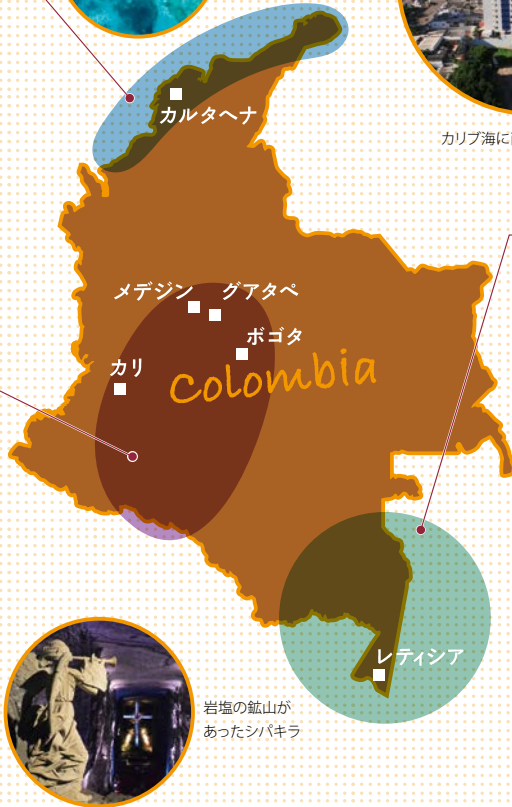 カルタヘナ
カリブ海に
メデジン
グアタペ
ボゴタ
カリ
Colombia
レティシア
岩塩の鉱山が
あったシパキラ